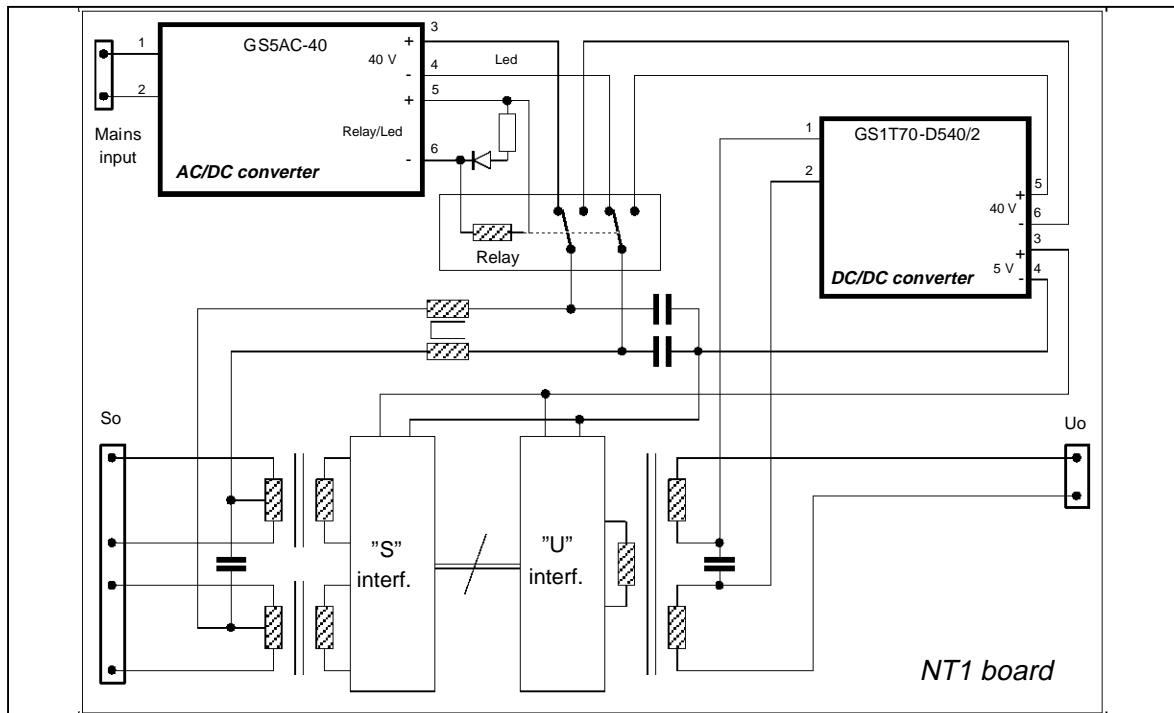 GS5AC-40
1
2
Mains
input
AC/DC converter
+
40 V
-
+
Relay/Led
-
3
4
5
6
Led
Relay
GS1T70-D540/2
1
2
+
40 V
-
+
5 V
-
5
6
3
4
DC/DC converter
So
Uo
"S"
interf.
"U"
interf.
NT1 board